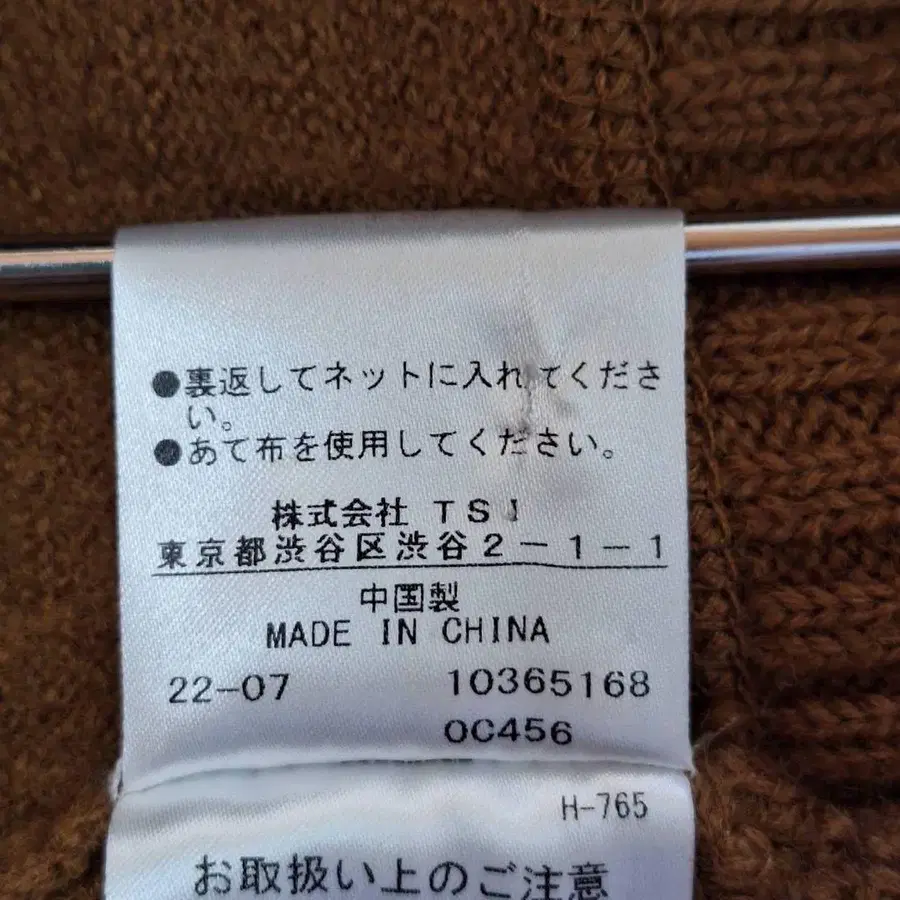 ●裏返してネットに入れてくださ
い。
●あて布を使用してください。
株式会社 TSI
東京都渋谷区渋谷2-1-1
中国製
MADE IN CHINA
22-07 10365168
0C456
H-765
お取扱い上のご注意